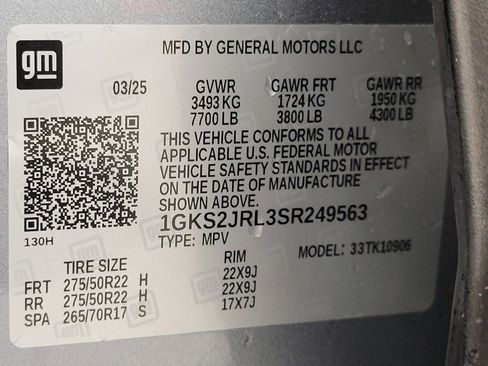 gm
MFD BY GENERAL MOTORS LLC
03/25 GVWR GAWR FRT GAWR RR
3493 KG 1724 KG 1950 KG
7700 LB 3800 LB 4300 LB
THIS VEHICLE CONFORMS TO ALL
APPLICABLE U.S. FEDERAL MOTOR
VEHICLE SAFETY STANDARDS IN EFFECT
ON THE DATE OF MANUFACTURE
SHOWN ABOVE.
1GKS2JRL3SR249563
130H
TYPE: MPV MODEL: 33TK10906
TIRE SIZE RIM
FRT 275/50R22 H 22X9J
RR 275/50R22 H 22X9J
SPA 265/70R17 S 17X7J